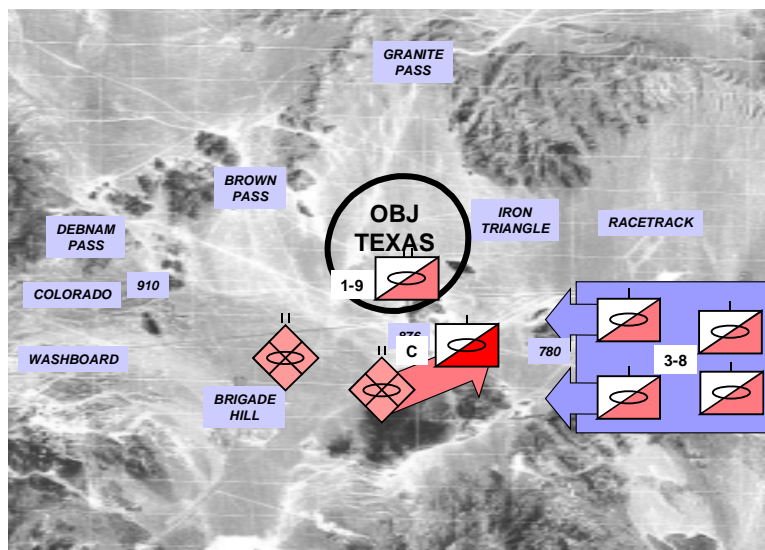 GRANITE
PASS
BROWN
PASS
OBJ
TEXAS
IRON
TRIANGLE
RACETRACK
DEBNAM
PASS
910
COLORADO
1-9
876
C
780
3-8
WASHBOARD
BRIGADE
HILL